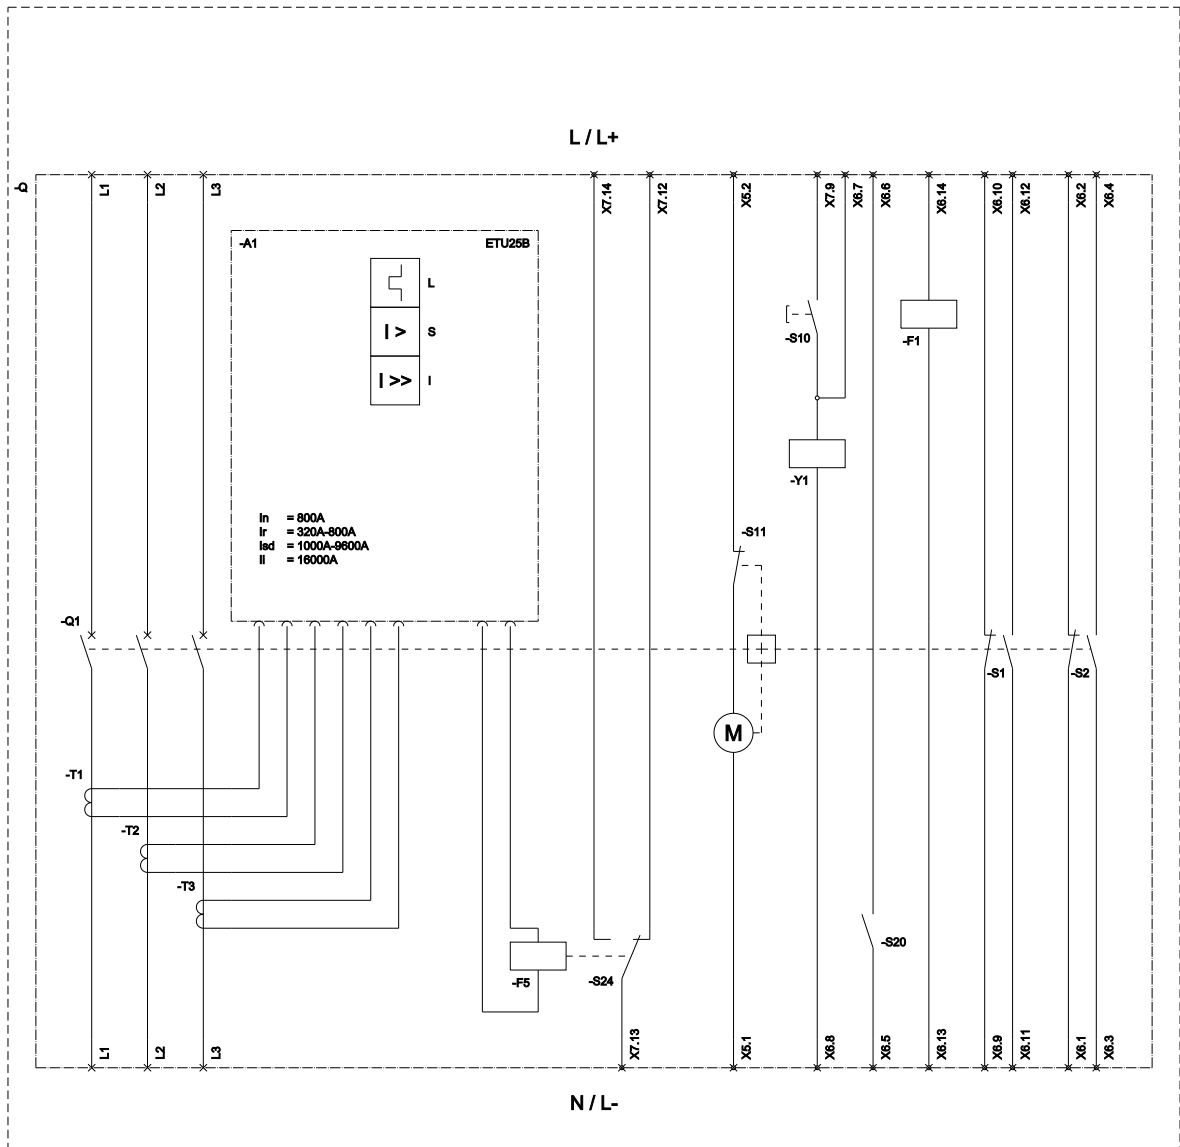 L / L+
-Q
L1
L2
L3
X7.14
X7.12
X5.2
X7.9
X6.7
X6.6
X6.14
X6.10
X6.12
X6.2
X6.4
-A1 ETU25B
L
I > S
I >> I
-S10
-F1
-Y1
In = 800A
Ir = 320A-800A
Isd = 1000A-9600A
Ii = 16000A
-S11
-Q1
-S1
-S2
M
-T1
-T2
-T3
-S20
-F5
-S24
L1
L2
L3
X7.13
X5.1
X6.8
X6.5
X6.13
X6.9
X6.11
X6.1
X6.3
N / L-